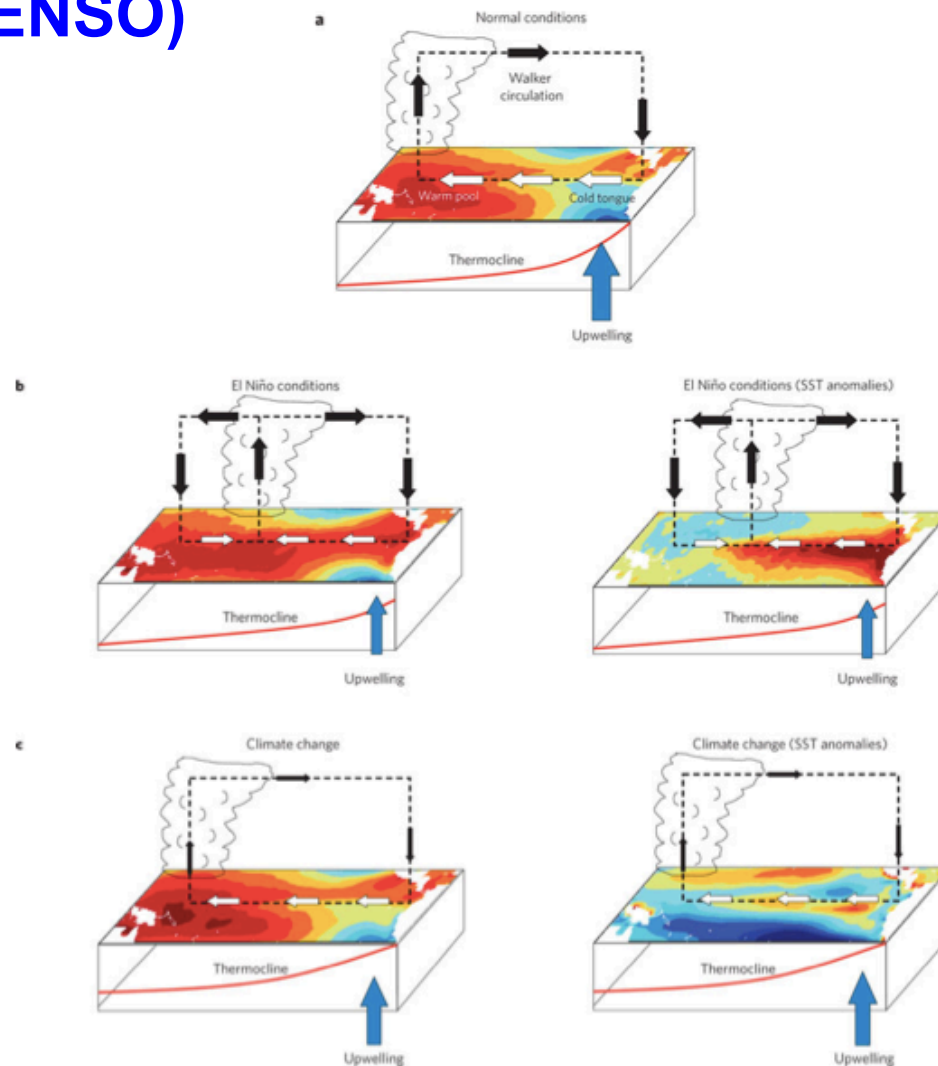 ENSO)
a
Normal conditions
Walker
circulation
Warm pool
Cold tongue
Thermocline
Upwelling
b
El Niño conditions
El Niño conditions (SST anomalies)
Thermocline
Thermocline
Upwelling
Upwelling
c
Climate change
Climate change (SST anomalies)
Thermocline
Thermocline
Upwelling
Upwelling